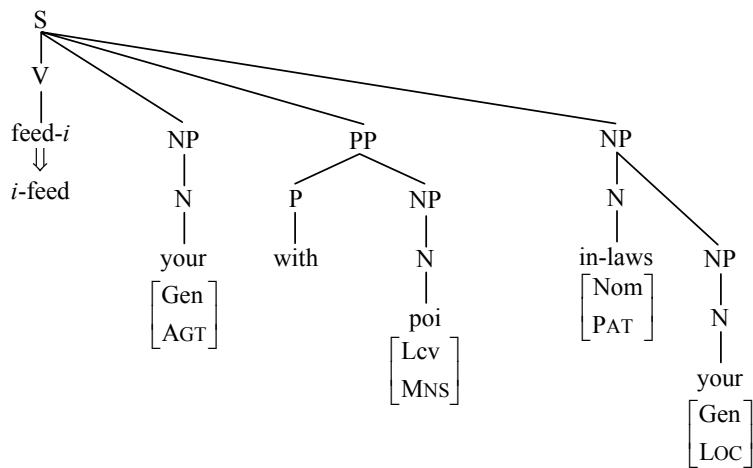 S
V
feed-i NP PP NP
⇓
i-feed N P NP N
your with N in-laws NP
[Gen AGT] poi [Nom PAT] N
[Lcv MNS] your
[Gen LOC]